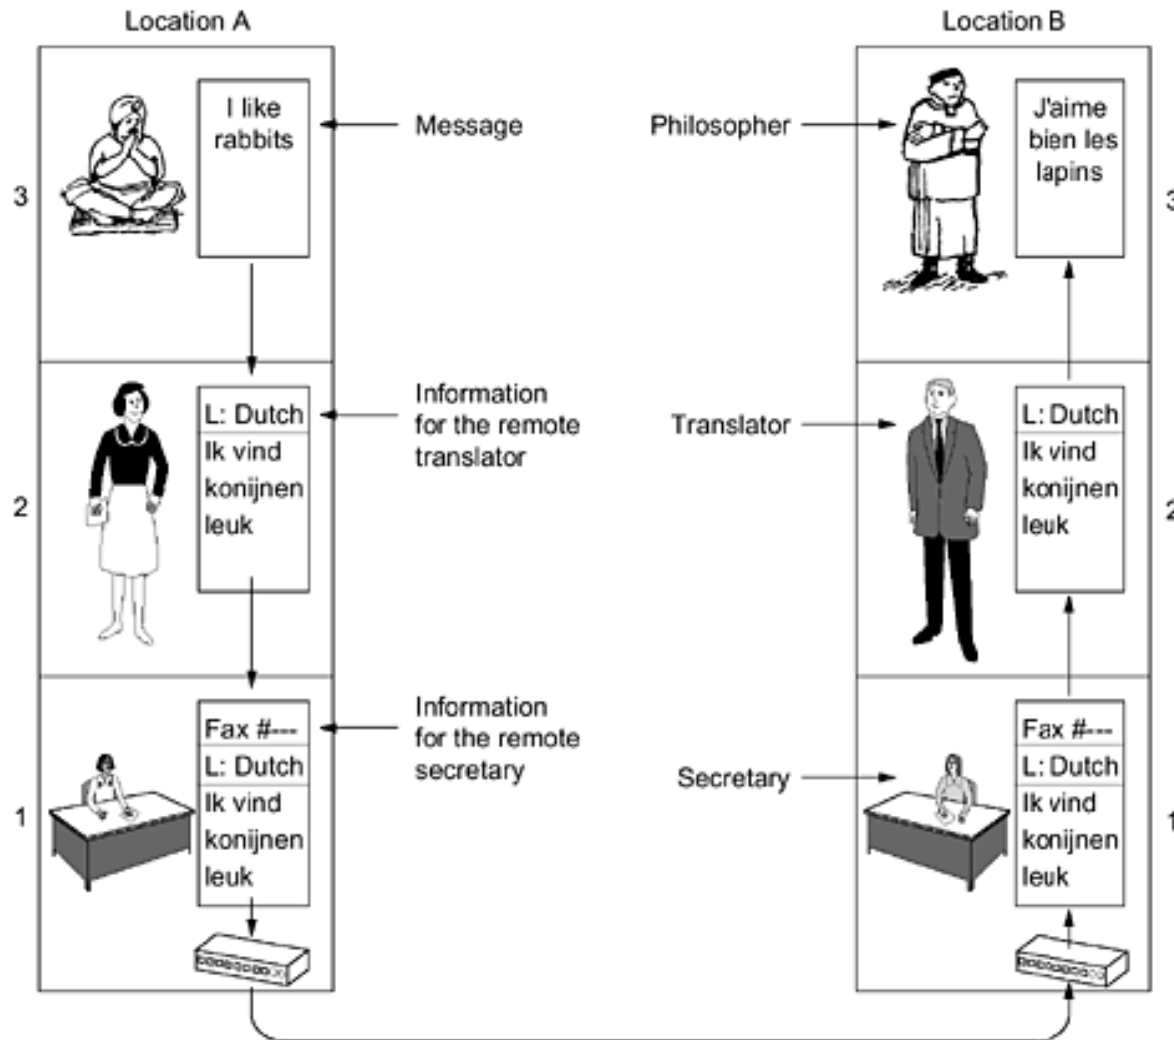 Location A
Location B
3
I like
rabbits
Message
Philosopher
J'aime
bien les
lapins
3
2
L: Dutch
Ik vind
konijnen
leuk
Information
for the remote
translator
Translator
L: Dutch
Ik vind
konijnen
leuk
2
1
Fax #---
L: Dutch
Ik vind
konijnen
leuk
Information
for the remote
secretary
Secretary
Fax #---
L: Dutch
Ik vind
konijnen
leuk
1